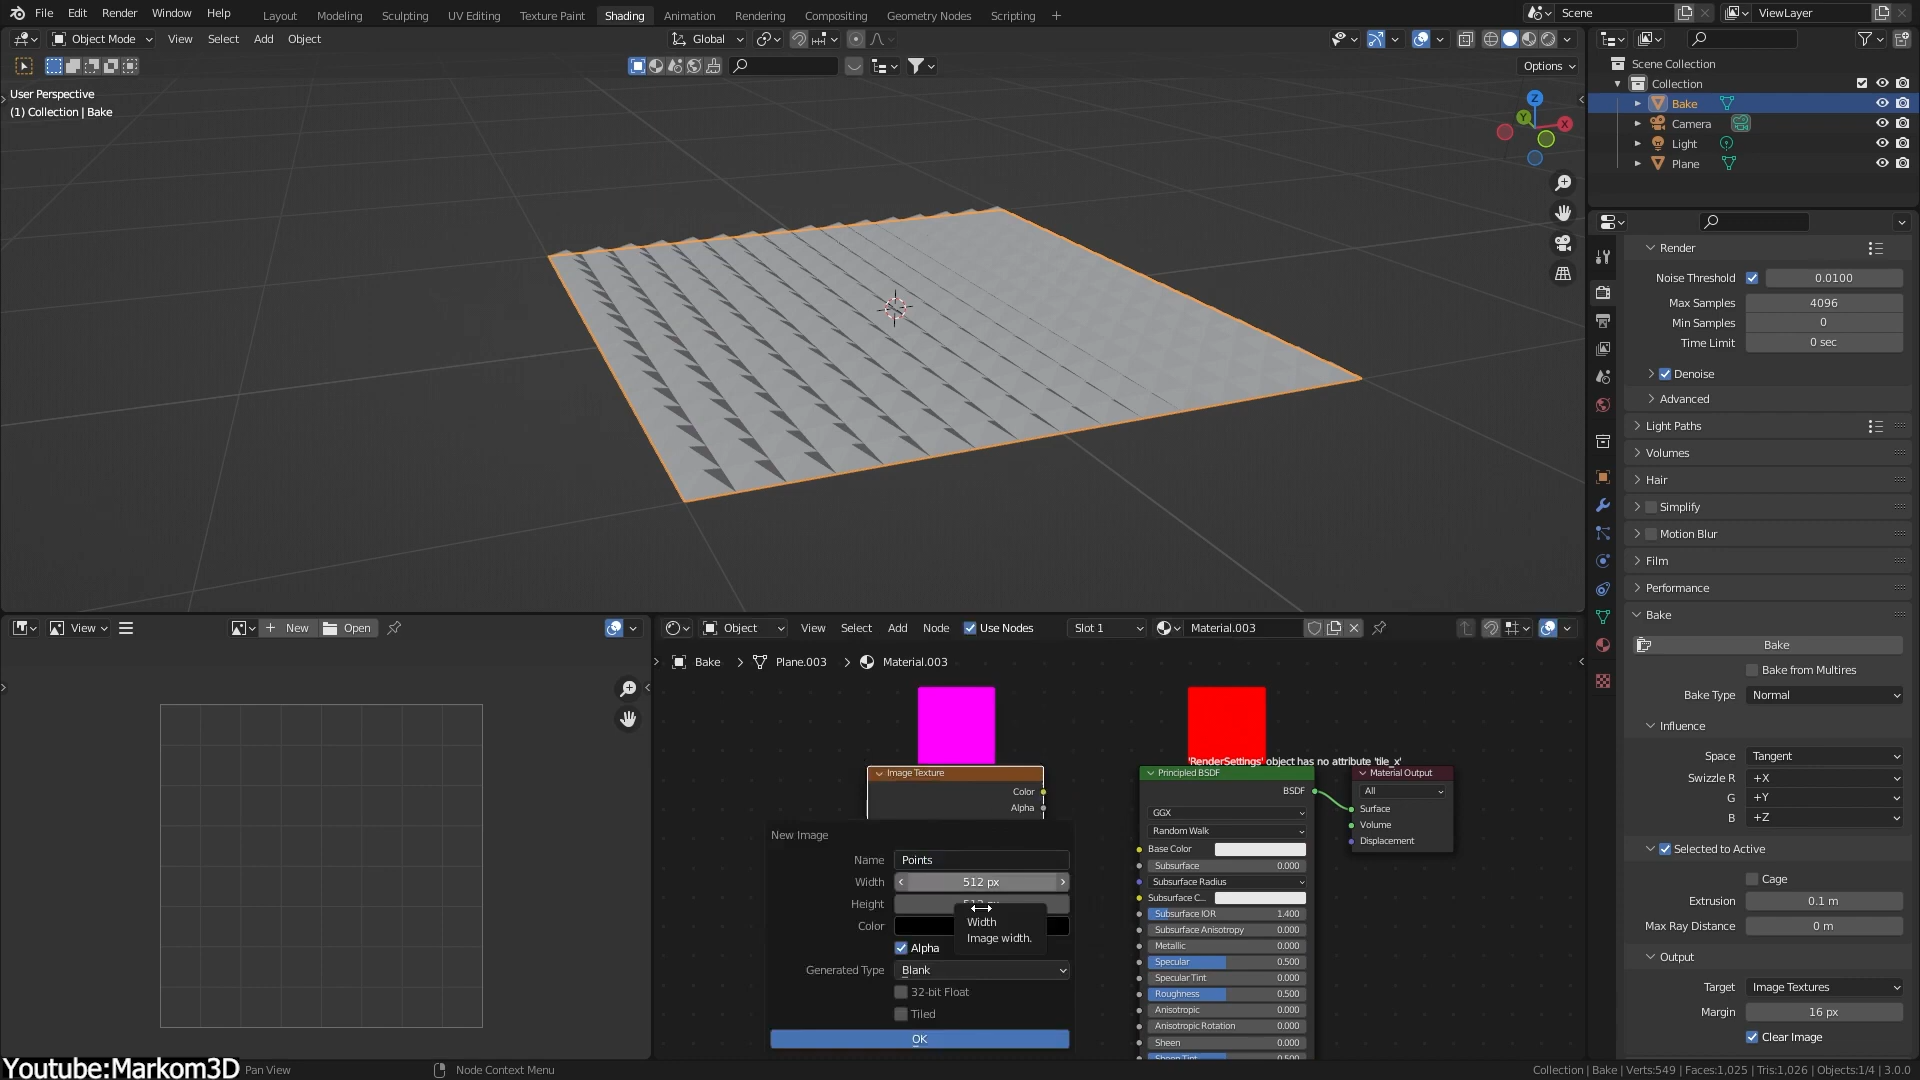 File Edit Render Window Help Layout Modeling Sculpting UV Editing Texture Paint Shading Animation Rendering Compositing Geometry Nodes Scripting + Scene ViewLayer
Object Mode View Select Add Object Global
Options
User Perspective
(1) Collection | Bake
Z
Y
X
Scene Collection
Collection
Bake
Camera
Light
Plane
Render
Noise Threshold 0.0100
Max Samples 4096
Min Samples 0
Time Limit 0 sec
Denoise
Advanced
Light Paths
Volumes
Hair
Simplify
Motion Blur
Film
Performance
Bake
Bake
Bake from Multires
Bake Type Normal
Influence
Space Tangent
Swizzle R +X
G +Y
B +Z
Selected to Active
Cage
Extrusion 0.1 m
Max Ray Distance 0 m
Output
Target Image Textures
Margin 16 px
Clear Image
View + New Open
Object View Select Add Node Use Nodes Slot 1 Material.003
Bake > Plane.003 > Material.003
'RenderSettings' object has no attribute 'tile_x'
Image Texture
Color
Alpha
New Image
Name Points
Width 512 px
Height
Color
Width
Image width.
Alpha
Generated Type Blank
32-bit Float
Tiled
OK
Principled BSDF
BSDF
GGX
Random Walk
Base Color
Subsurface 0.000
Subsurface Radius
Subsurface C...
Subsurface IOR 1.400
Subsurface Anisotropy 0.000
Metallic 0.000
Specular 0.500
Specular Tint 0.000
Roughness 0.500
Anisotropic 0.000
Anisotropic Rotation 0.000
Sheen 0.000
Sheen Tint 0.500
Material Output
All
Surface
Volume
Displacement
Youtube:Markom3D
Pan View Node Context Menu
Collection | Bake | Verts:549 | Faces:1,025 | Tris:1,026 | Objects:1/4 | 3.0.0